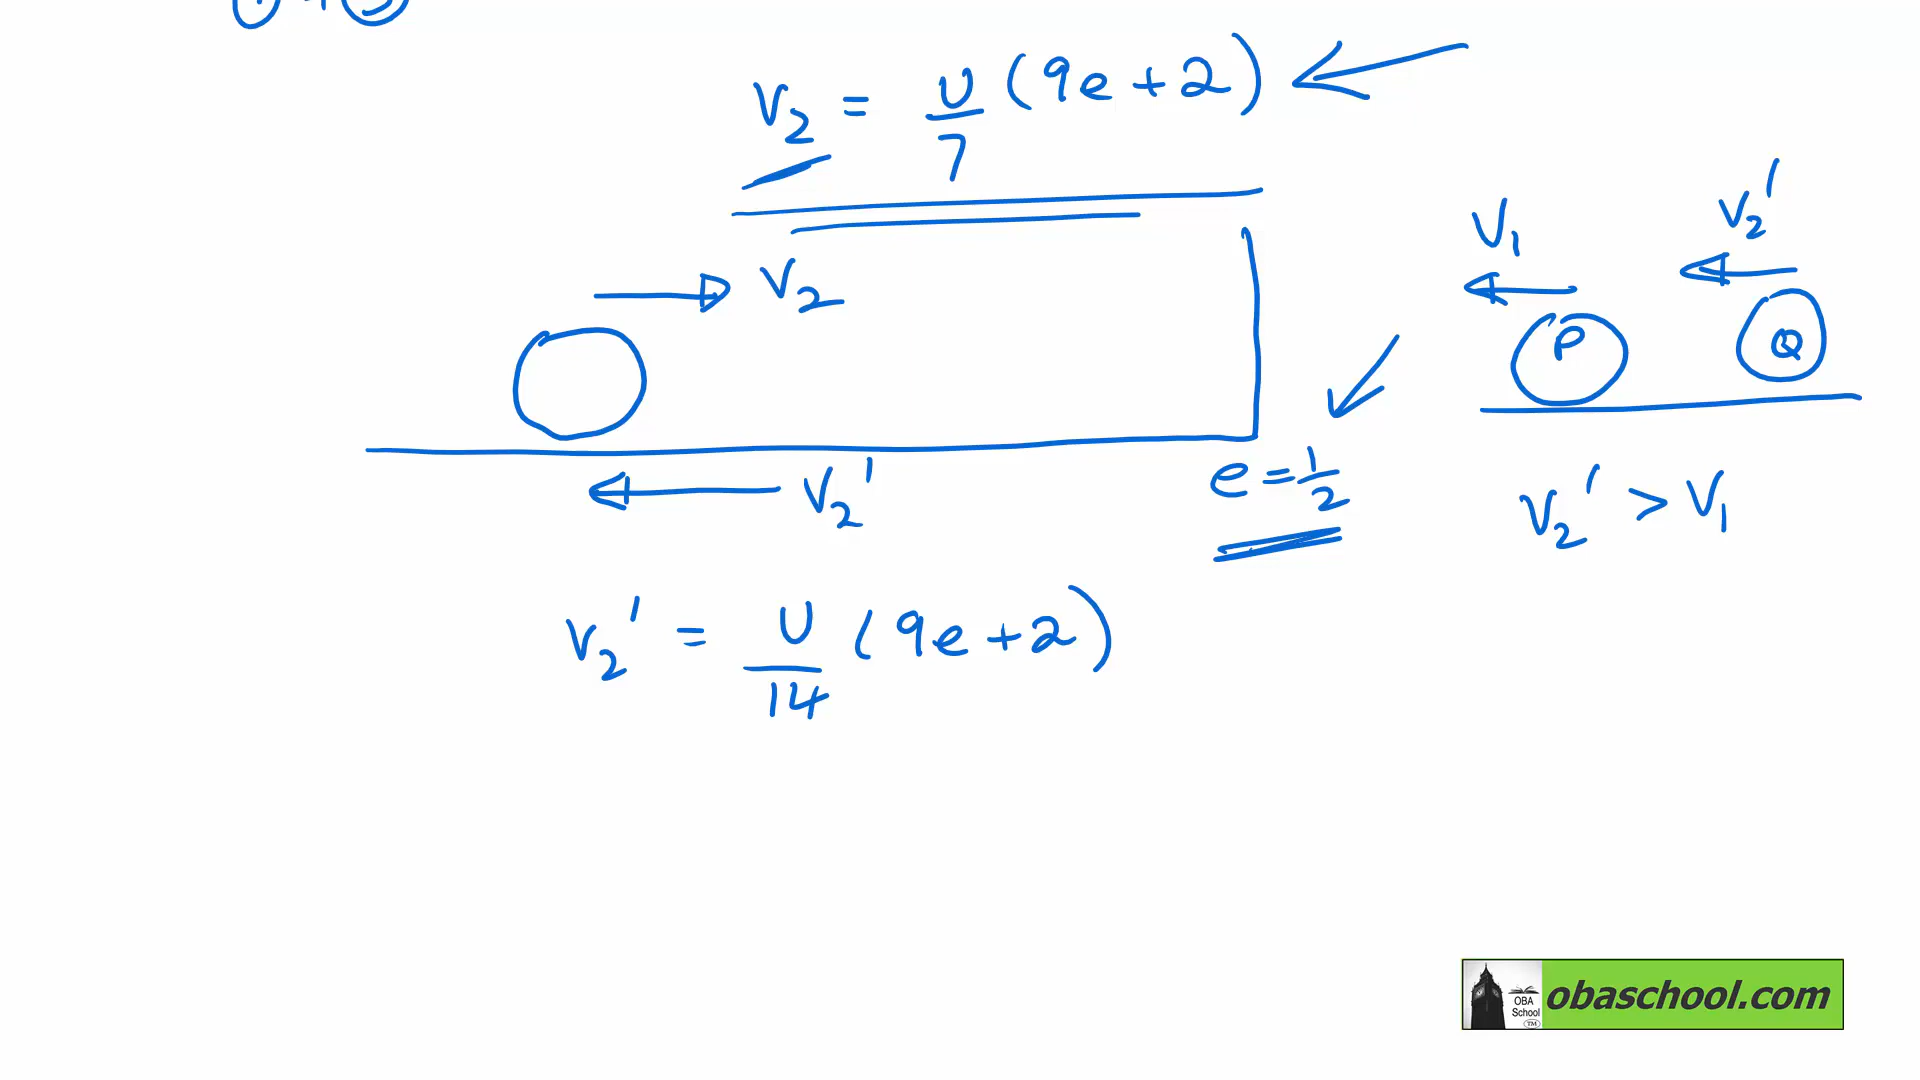 V₂ = U/7 (9e+2)
V₂
V₁
V₂'
P
Q
V₂'
e = 1/2
V₂' > V₁
V₂' = U/14 (9e+2)
OBA
School
TM
obaschool.com